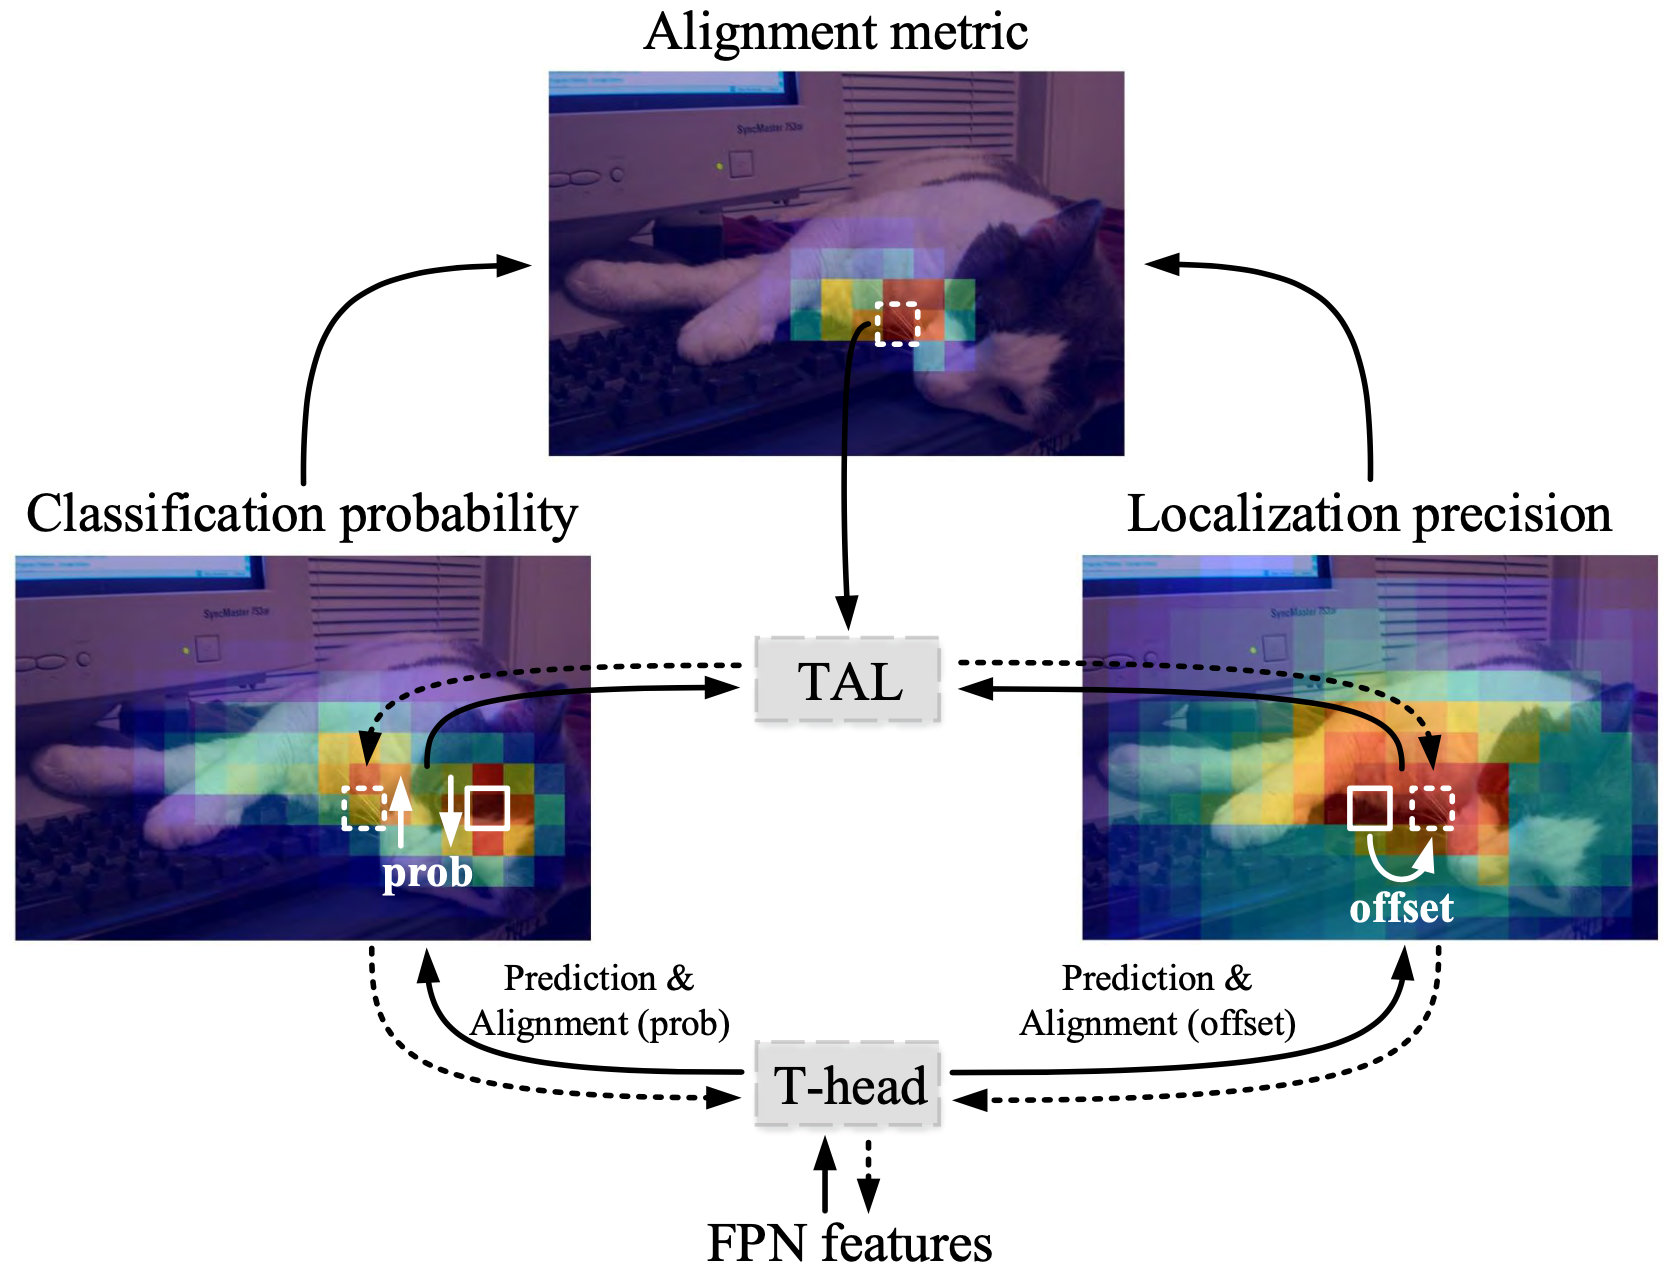 Alignment metric
SyncMaster 753s
Classification probability
Localization precision
SyncMaster 753s
SyncMaster 753s
TAL
prob
offset
Prediction &
Alignment (prob)
Prediction &
Alignment (offset)
T-head
FPN features